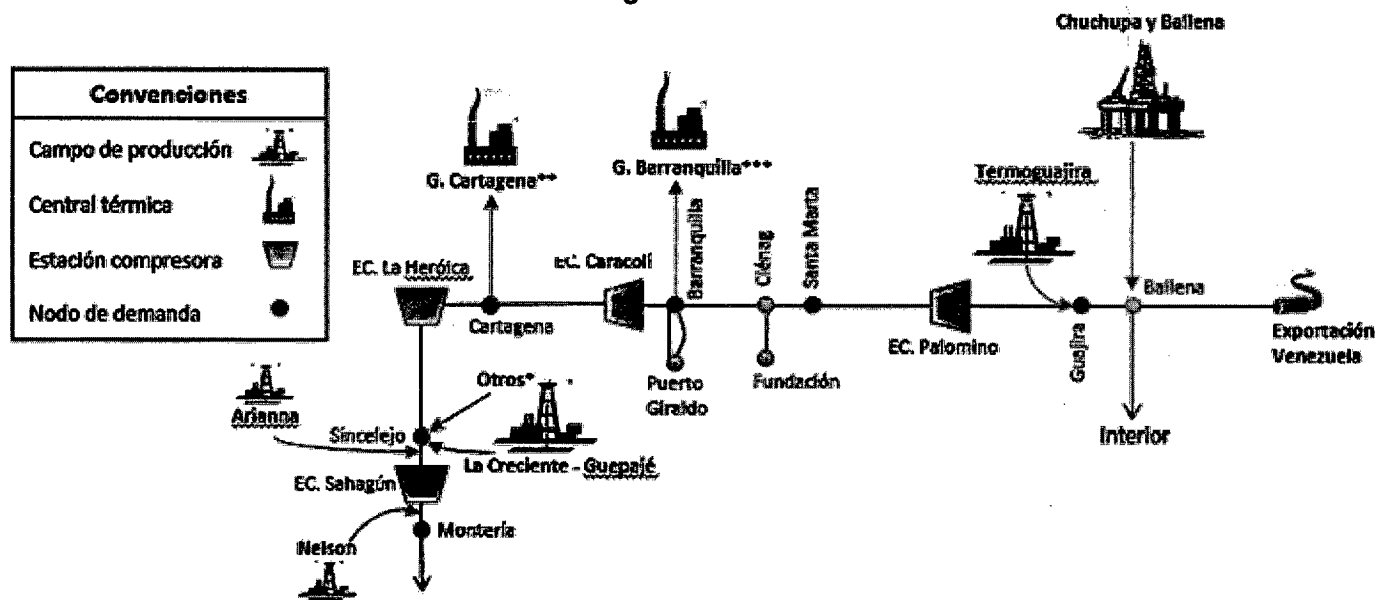 Chuchupa y Ballena
Convenciones
Campo de producción
Central térmica
Estación compresora
Nodo de demanda
G. Cartagena**
G. Barranquilla***
Termoguajira
EC. La Heróica
EC. Caracolí
Barranquilla
Ciénag
Santa Marta
Ballena
Cartagena
EC. Palomino
Guajira
Exportación
Venezuela
Puerto
Giraldo
Fundación
Interior
Otros*
Arianna
Sincelejo
La Creciente - Guepajé
EC. Sahagún
Montería
Nelson